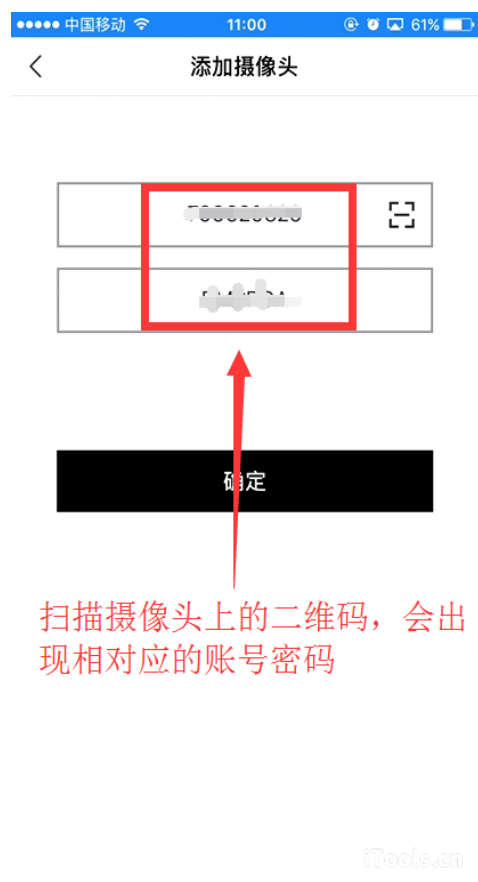 中国移动 11:00 61%
添加摄像头
确定
扫描摄像头上的二维码，会出
现相对应的账号密码
iTools.cn